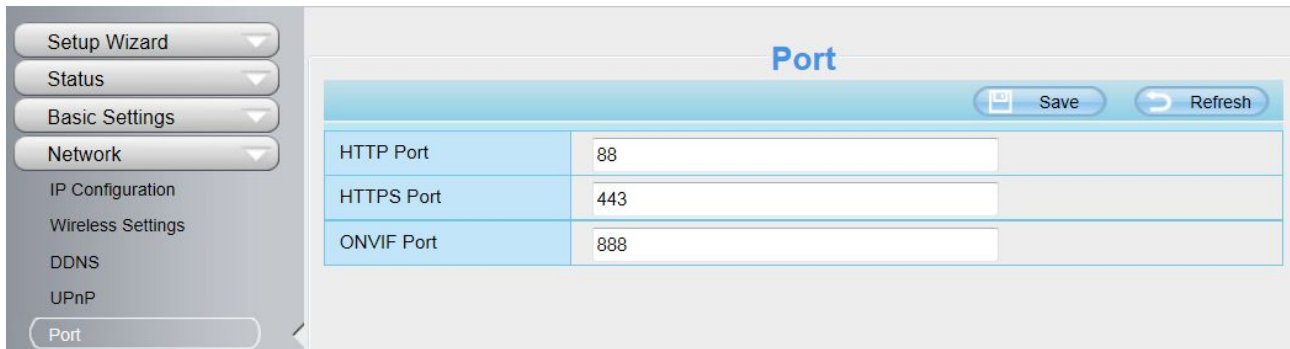 Setup Wizard
Status
Basic Settings
Network
IP Configuration
Wireless Settings
DDNS
UPnP
Port
Port
Save Refresh
HTTP Port 88
HTTPS Port 443
ONVIF Port 888